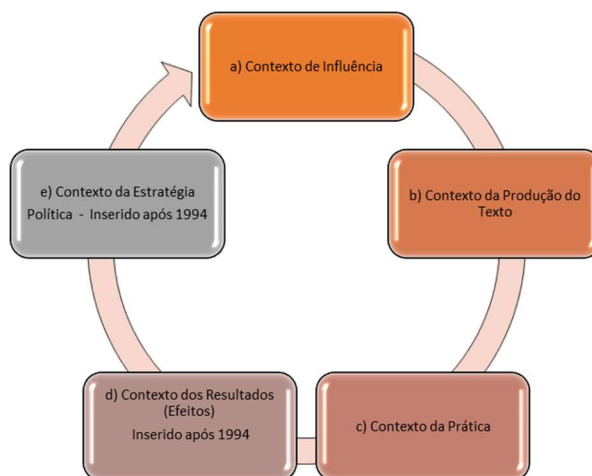 a) Contexto de Influência
b) Contexto da Produção do
Texto
c) Contexto da Prática
d) Contexto dos Resultados
(Efeitos)
Inserido após 1994
e) Contexto da Estratégia
Política - Inserido após 1994